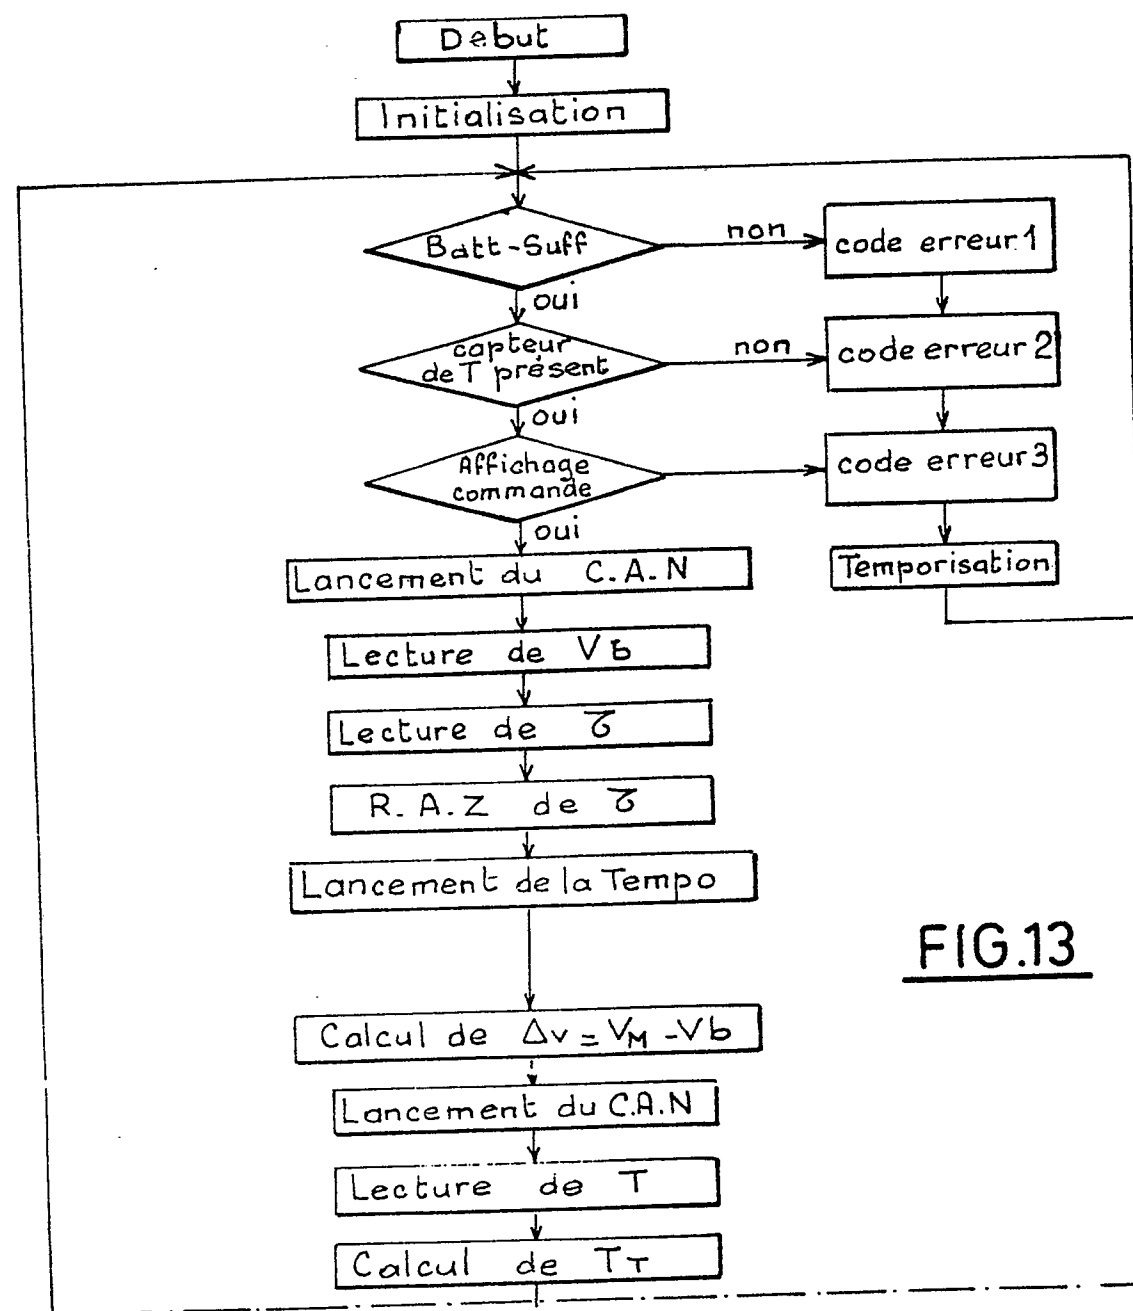 Debut
Initialisation
Batt-Suff
non
code erreur 1
oui
capteur
de T présent
non
code erreur 2
oui
Affichage
commande
code erreur 3
oui
Lancement du C.A.N
Temporisation
Lecture de Vb
Lecture de τ
R.A.Z de τ
Lancement de la Tempo
FIG.13
Calcul de Δv = VM - Vb
Lancement du C.A.N
Lecture de T
Calcul de TT